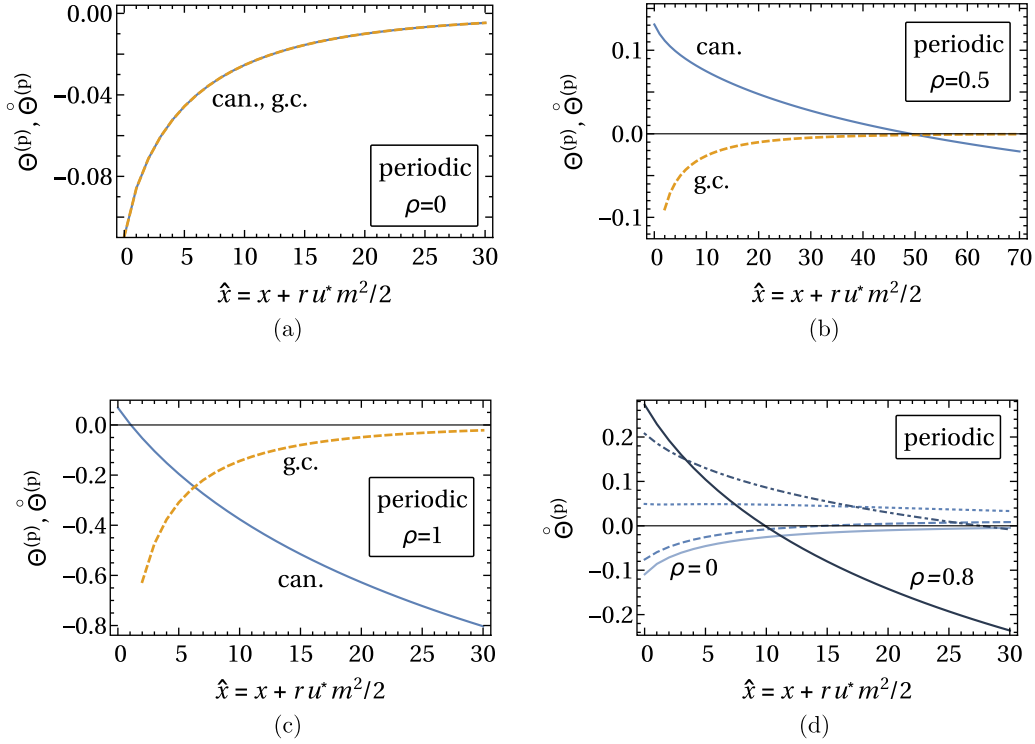 0.00
−0.04
−0.08
Θ(p), Θ̊(p)
can., g.c.
periodic
ρ=0
0 5 10 15 20 25 30
x̂ = x + r u* m²/2
(a)
0.1
0.0
−0.1
Θ(p), Θ̊(p)
can.
g.c.
periodic
ρ=0.5
0 10 20 30 40 50 60 70
x̂ = x + r u* m²/2
(b)
0.0
−0.2
−0.4
−0.6
−0.8
Θ(p), Θ̊(p)
g.c.
can.
periodic
ρ=1
0 5 10 15 20 25 30
x̂ = x + r u* m²/2
(c)
0.2
0.1
0.0
−0.1
−0.2
Θ̊(p)
periodic
ρ=0
ρ=0.8
0 5 10 15 20 25 30
x̂ = x + r u* m²/2
(d)